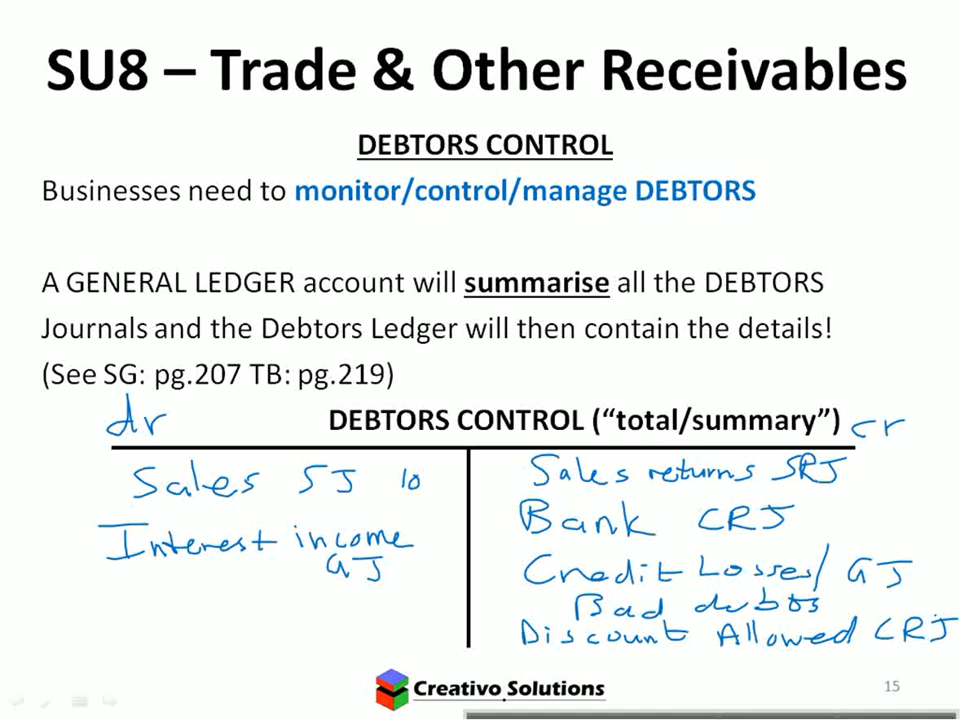 SU8 – Trade & Other Receivables
DEBTORS CONTROL
Businesses need to monitor/control/manage DEBTORS
A GENERAL LEDGER account will summarise all the DEBTORS
Journals and the Debtors Ledger will then contain the details!
(See SG: pg.207 TB: pg.219)
dr DEBTORS CONTROL (“total/summary”) cr
Sales SJ 10
Interest income
GJ
Sales returns SRJ
Bank CRJ
Credit Losses/ GJ
Bad debts
Discount Allowed CRJ
Creativo Solutions
15